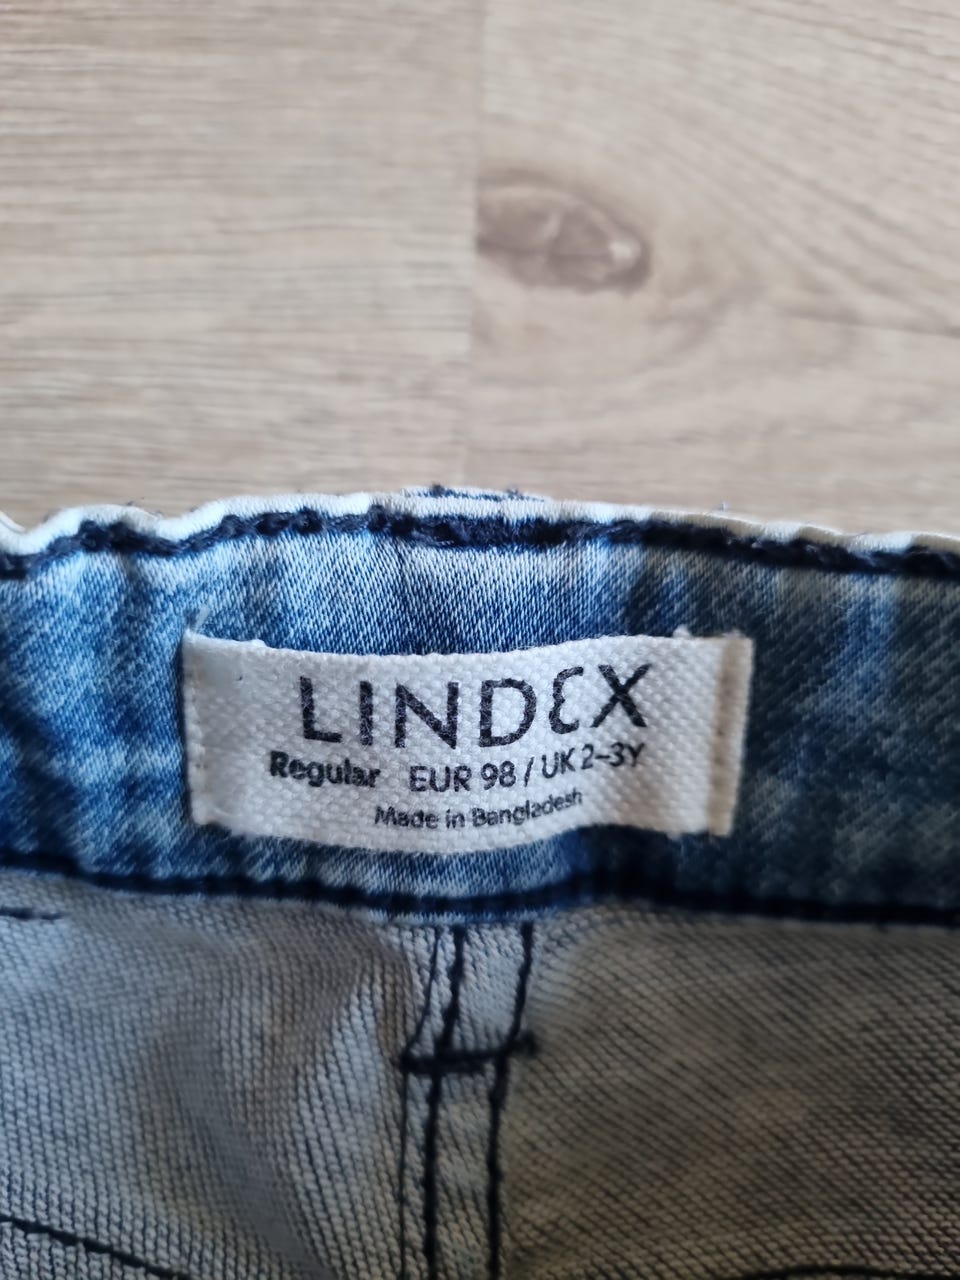 LINDEX
Regular EUR 98 / UK 2–3Y
Made in Bangladesh